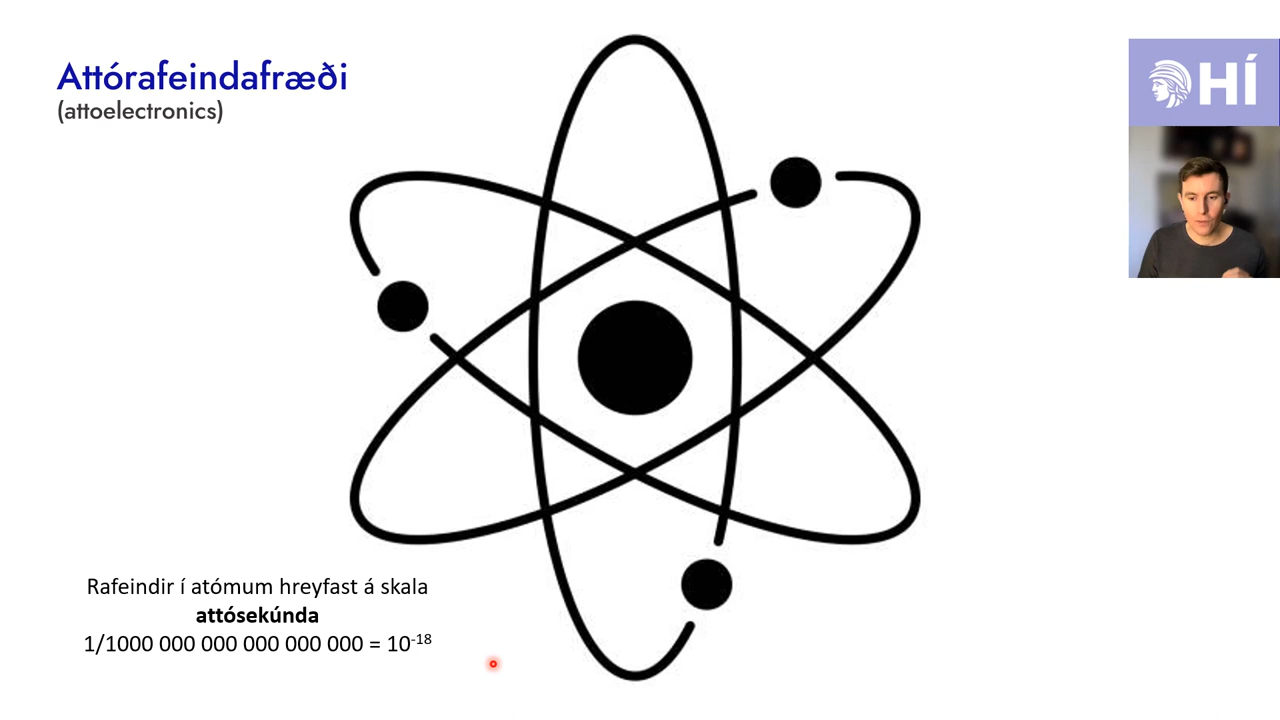 Attórafeindafræði
(attoelectronics)
HÍ
Rafeindir í atómum hreyfast á skala
attósekúnda
1/1000 000 000 000 000 000 = 10⁻¹⁸